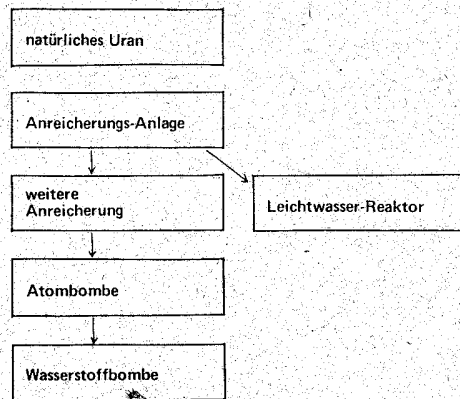 natürliches Uran
Anreicherungs-Anlage
weitere
Anreicherung
Leichtwasser-Reaktor
Atombombe
Wasserstoffbombe